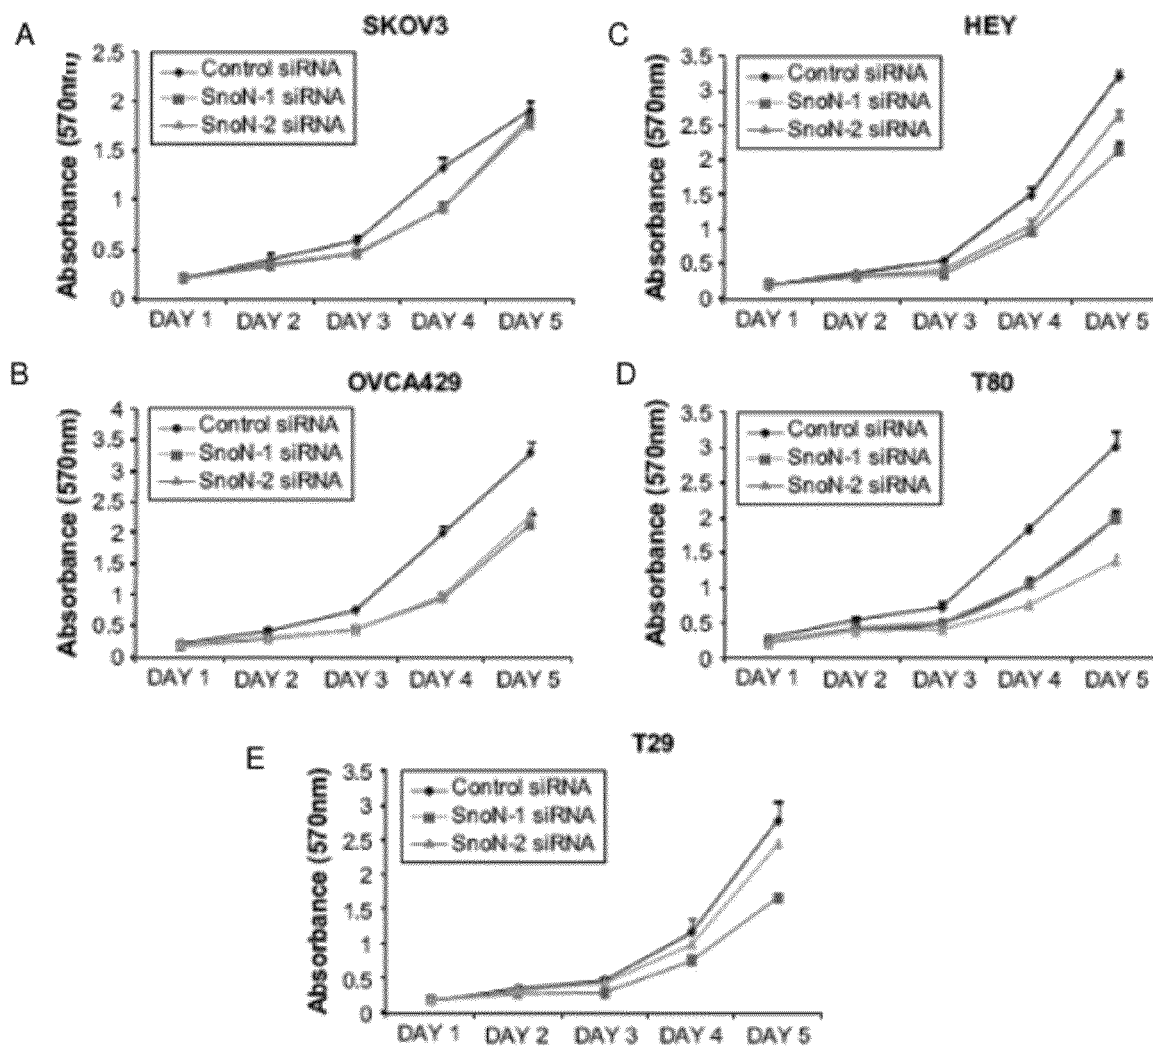 A
SKOV3
Absorbance (570nm)
2.5
2
1.5
1
0.5
0
Control siRNA
SnoN-1 siRNA
SnoN-2 siRNA
DAY 1 DAY 2 DAY 3 DAY 4 DAY 5
C
HEY
Absorbance (570nm)
3.5
3
2.5
2
1.5
1
0.5
0
Control siRNA
SnoN-1 siRNA
SnoN-2 siRNA
DAY 1 DAY 2 DAY 3 DAY 4 DAY 5
B
OVCA429
Absorbance (570nm)
4
3.5
3
2.5
2
1.5
1
0.5
0
Control siRNA
SnoN-1 siRNA
SnoN-2 siRNA
DAY 1 DAY 2 DAY 3 DAY 4 DAY 5
D
T80
Absorbance (570nm)
3.5
3
2.5
2
1.5
1
0.5
0
Control siRNA
SnoN-1 siRNA
SnoN-2 siRNA
DAY 1 DAY 2 DAY 3 DAY 4 DAY 5
E
T29
Absorbance (570nm)
3.5
3
2.5
2
1.5
1
0.5
0
Control siRNA
SnoN-1 siRNA
SnoN-2 siRNA
DAY 1 DAY 2 DAY 3 DAY 4 DAY 5